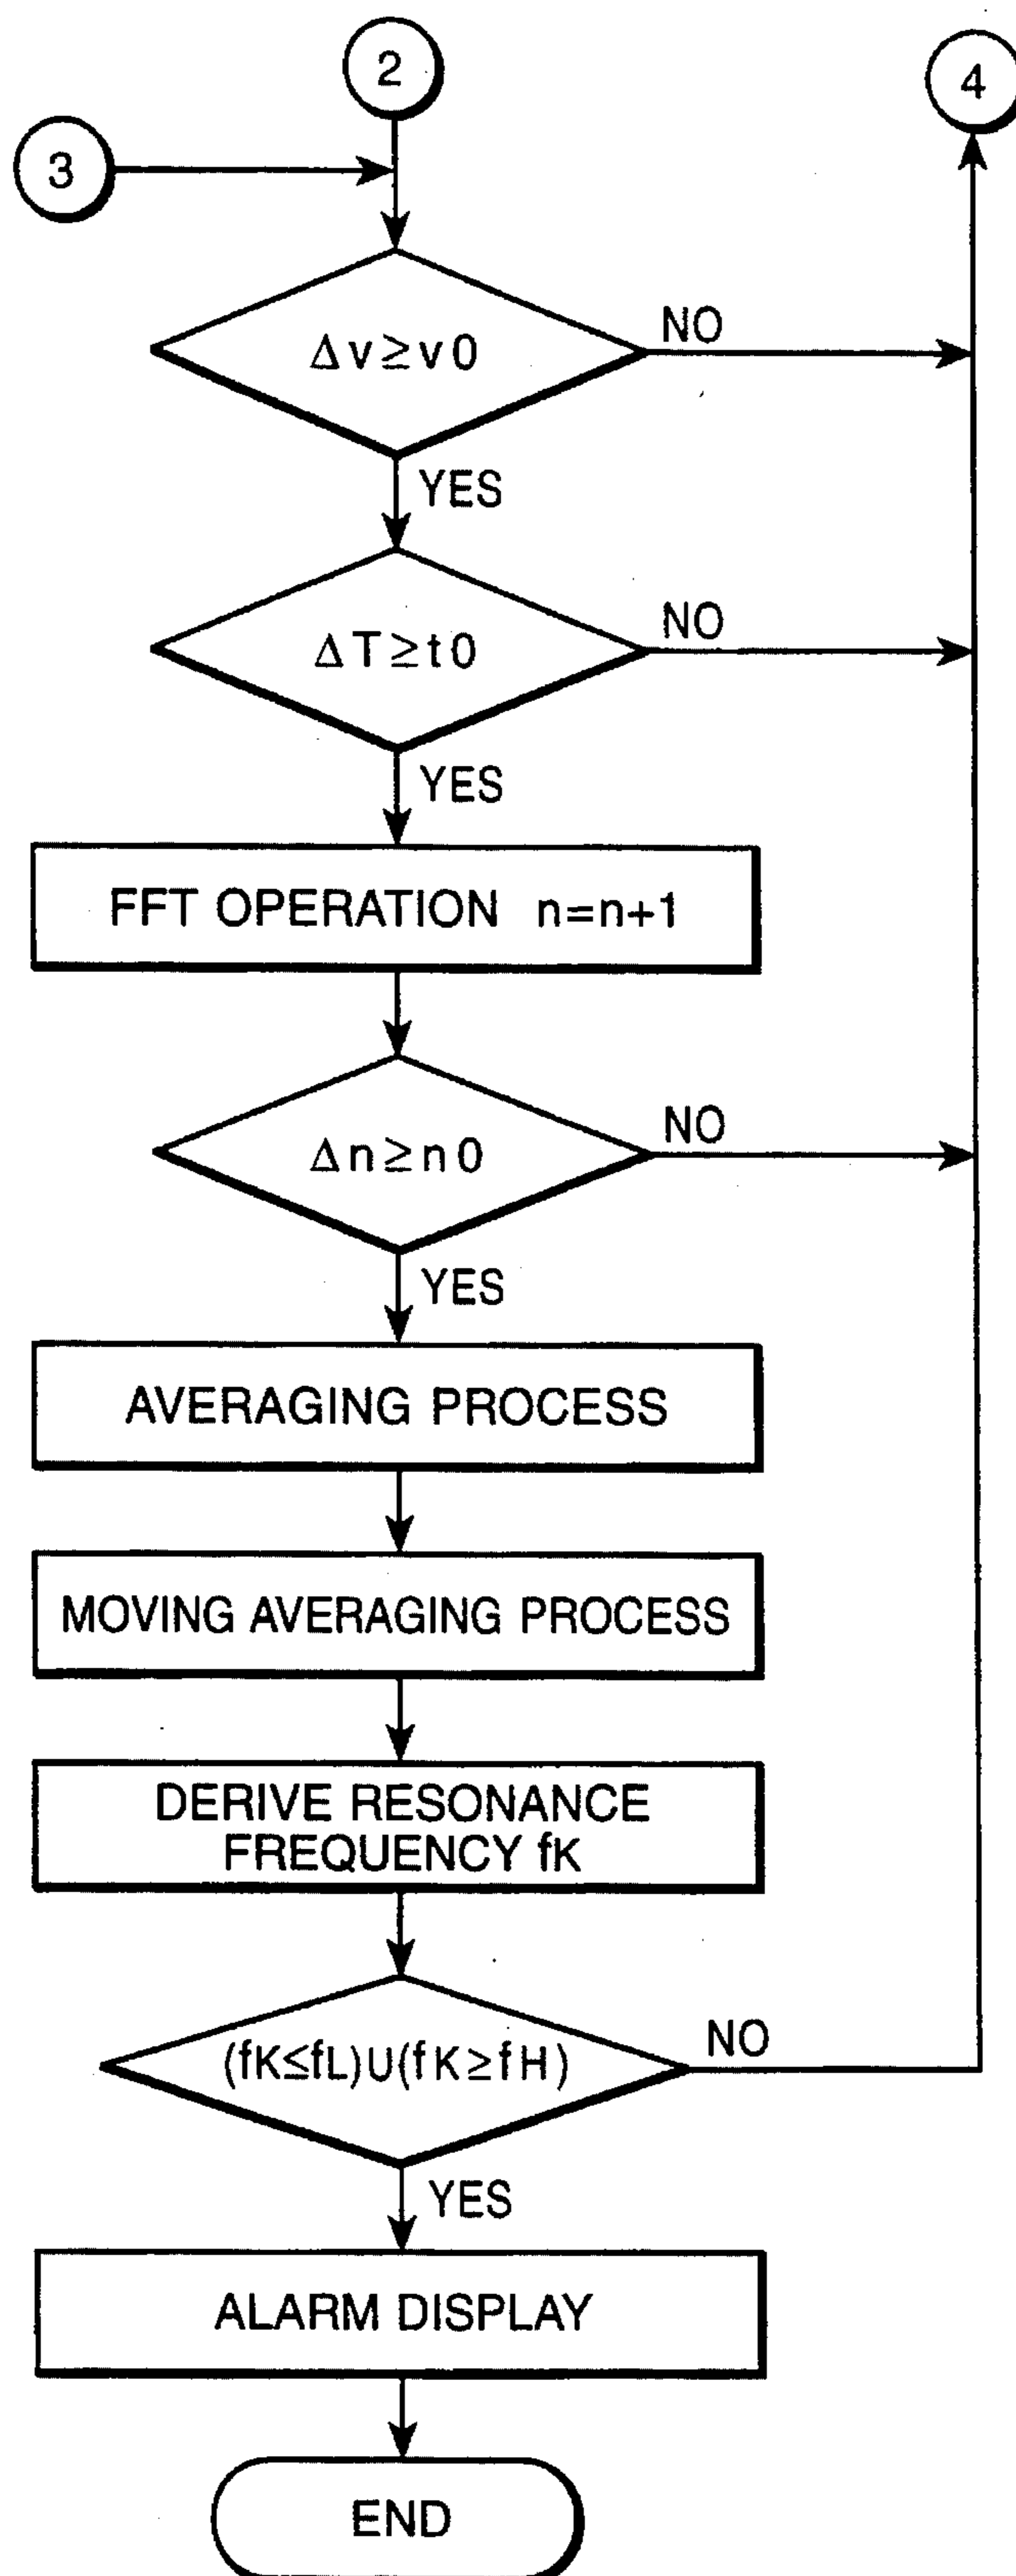 2
4
3
Δv≥v0
NO
YES
ΔT≥t0
NO
YES
FFT OPERATION n=n+1
Δn≥n0
NO
YES
AVERAGING PROCESS
MOVING AVERAGING PROCESS
DERIVE RESONANCE
FREQUENCY fK
(fK≤fL)∪(fK≥fH)
NO
YES
ALARM DISPLAY
END